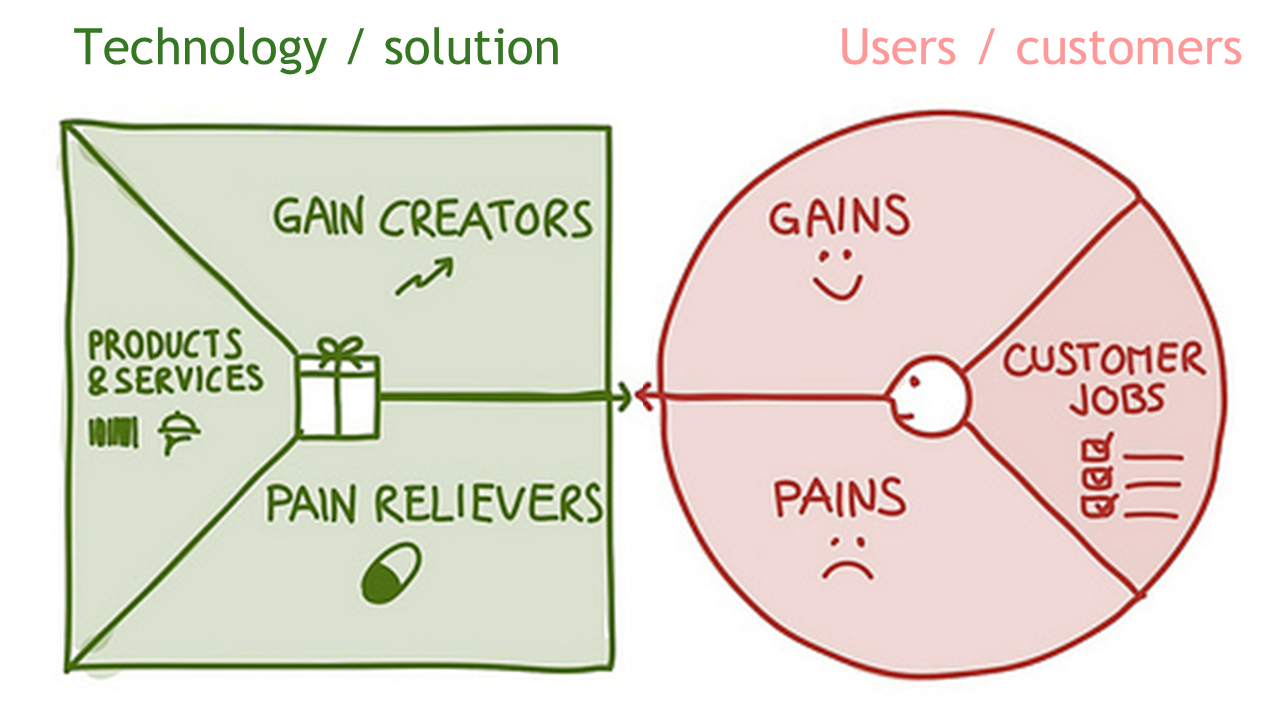 Technology / solution
Users / customers
GAIN CREATORS
PRODUCTS
& SERVICES
PAIN RELIEVERS
GAINS
CUSTOMER
JOBS
PAINS